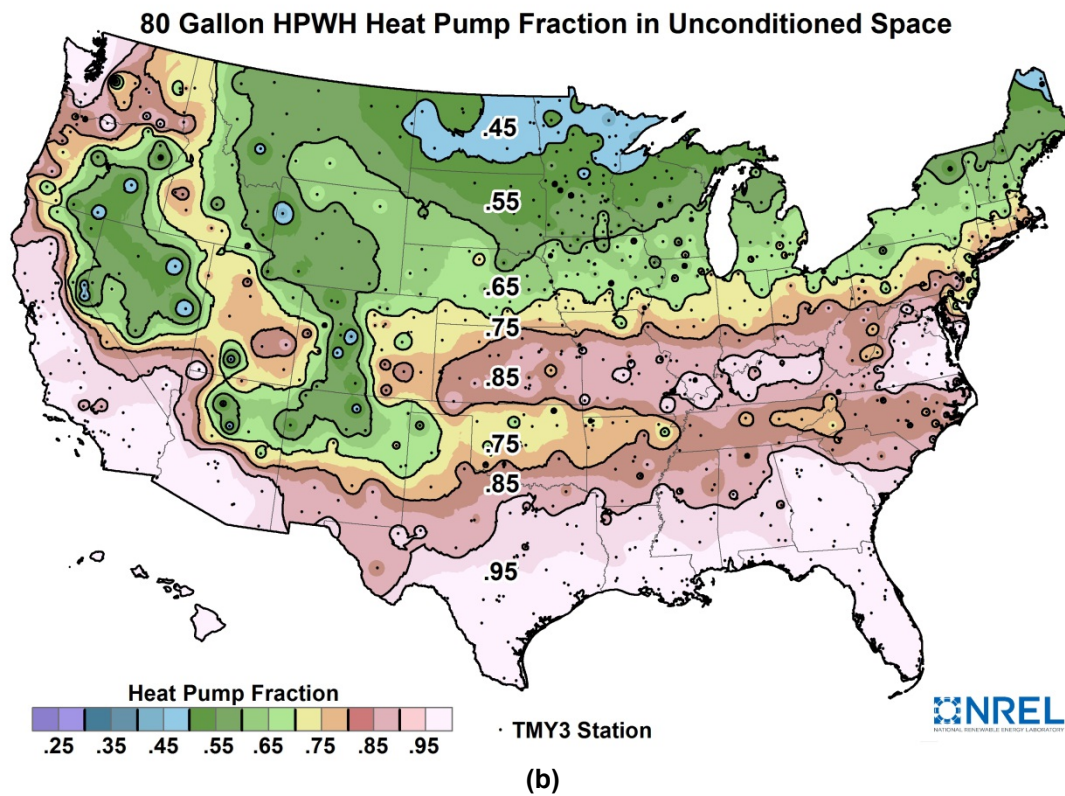 80 Gallon HPWH Heat Pump Fraction in Unconditioned Space
.45
.55
.65
.75
.85
.75
.85
.95
Heat Pump Fraction
.25 .35 .45 .55 .65 .75 .85 .95
· TMY3 Station
NREL
NATIONAL RENEWABLE ENERGY LABORATORY
(b)